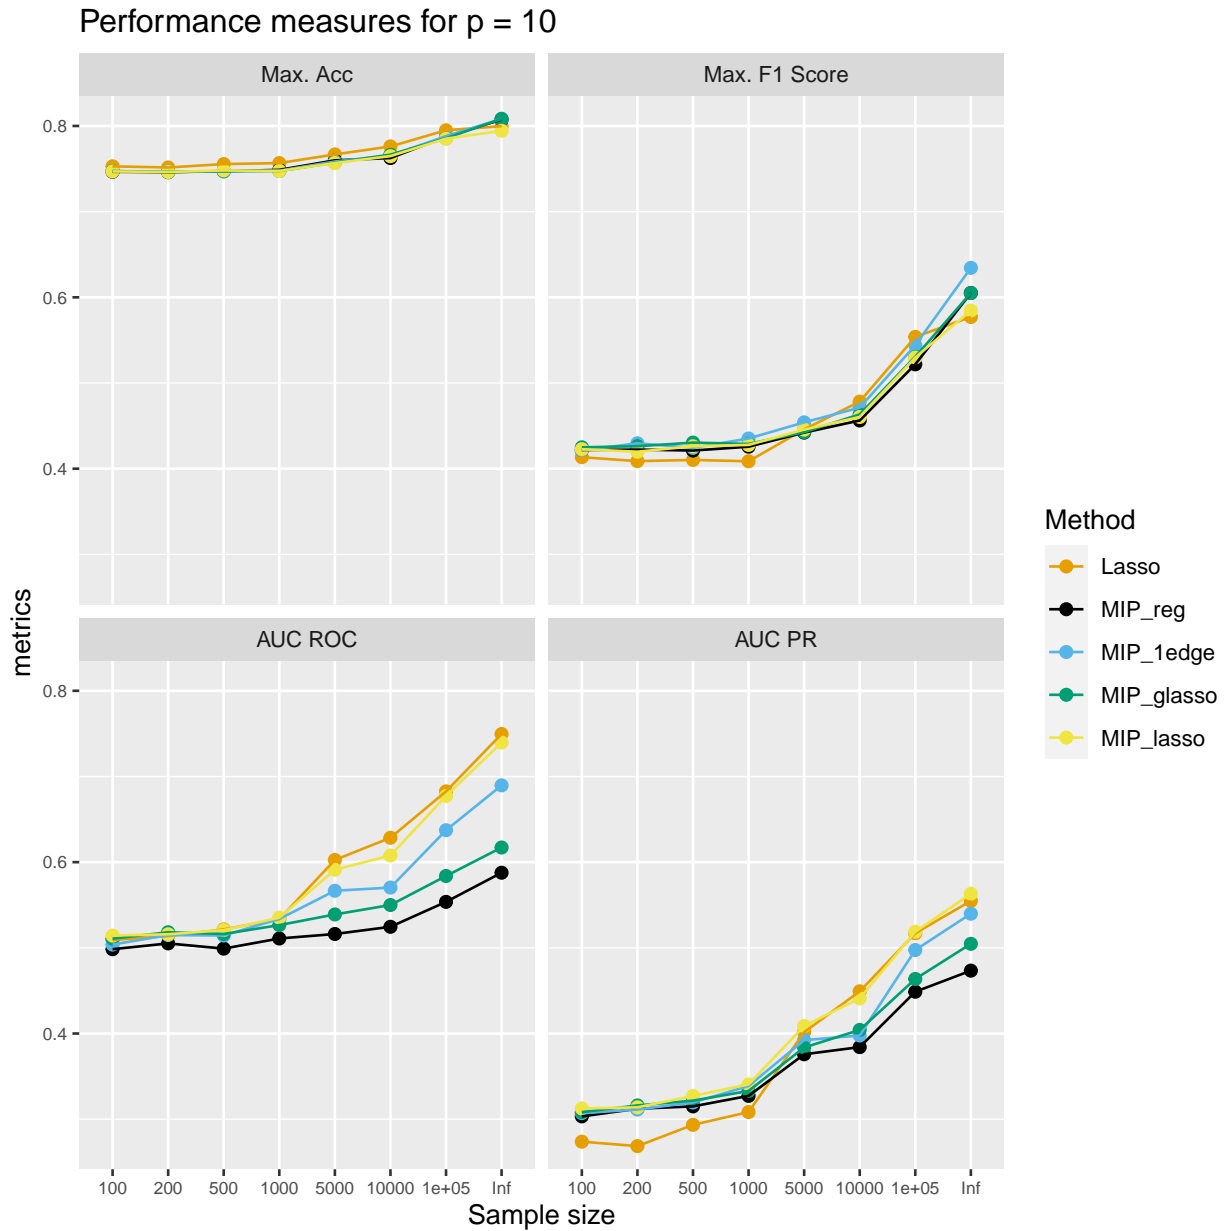 Performance measures for p = 10
Max. Acc
Max. F1 Score
0.8
0.6
0.4
AUC ROC
AUC PR
0.8
0.6
0.4
metrics
100 200 500 1000 5000 10000 1e+05 Inf
100 200 500 1000 5000 10000 1e+05 Inf
Sample size
Method
Lasso
MIP_reg
MIP_1edge
MIP_glasso
MIP_lasso